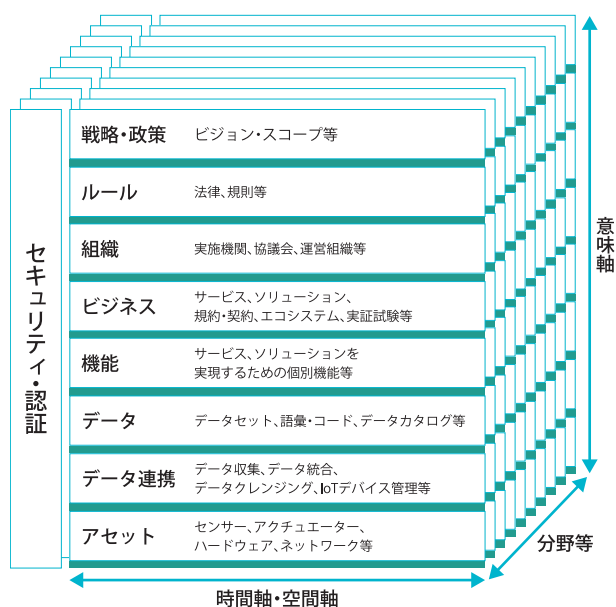 セキュリティ・認証
戦略・政策
ビジョン・スコープ等
ルール
法律、規則等
組織
実施機関、協議会、運営組織等
ビジネス
サービス、ソリューション、
規約・契約、エコシステム、実証試験等
機能
サービス、ソリューションを
実現するための個別機能等
データ
データセット、語彙・コード、データカタログ等
データ連携
データ収集、データ統合、
データクレンジング、IoTデバイス管理等
アセット
センサー、アクチュエーター、
ハードウェア、ネットワーク等
意味軸
分野等
時間軸・空間軸